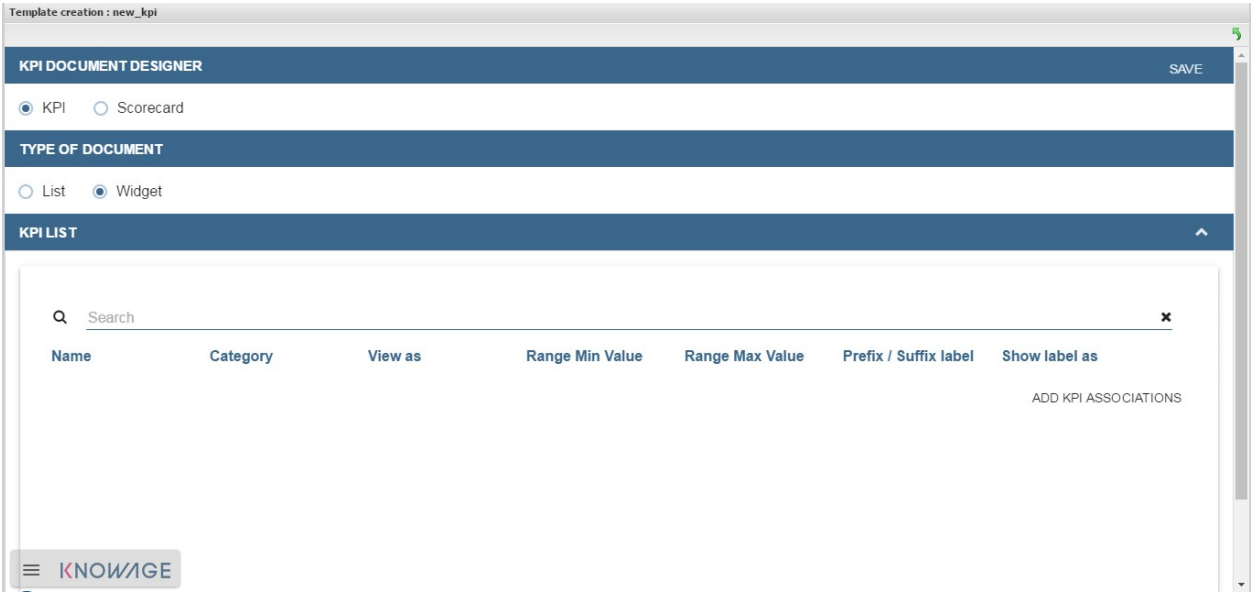 Template creation : new_kpi
KPI DOCUMENT DESIGNER SAVE
KPI Scorecard
TYPE OF DOCUMENT
List Widget
KPI LIST
Search
Name Category View as Range Min Value Range Max Value Prefix / Suffix label Show label as
ADD KPI ASSOCIATIONS
KNOWAGE